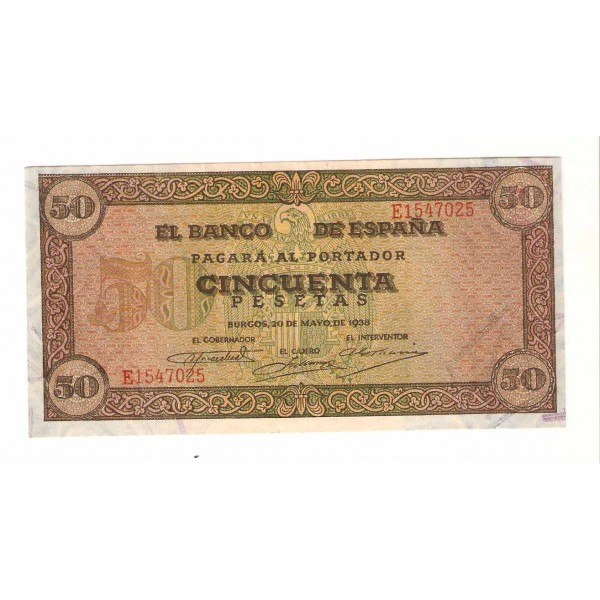 50 50
E1547025
EL BANCO DE ESPAÑA
PAGARÁ AL PORTADOR
50
CINCUENTA
PESETAS
BURGOS, 20 DE MAYO DE 1938
EL GOBERNADOR EL CAJERO EL INTERVENTOR
E1547025
50 50